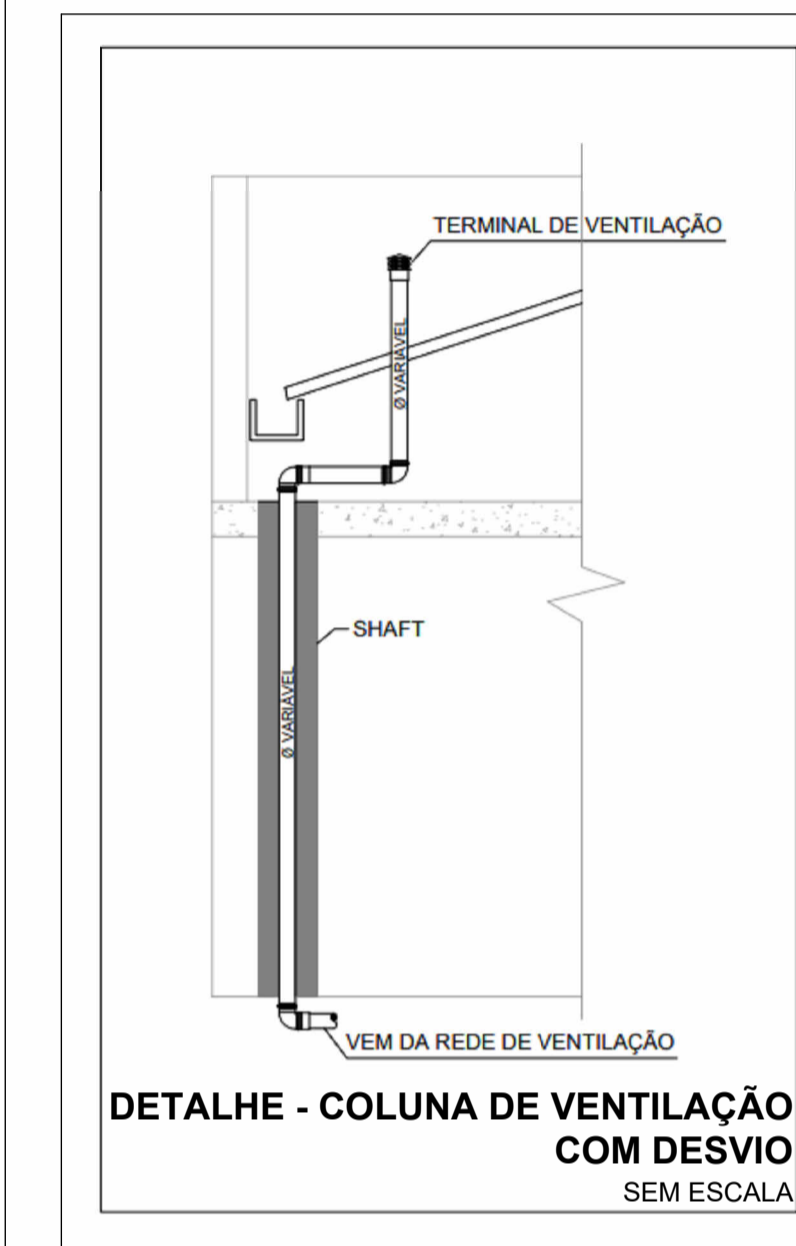 TERMINAL DE VENTILAÇÃO
Ø VARIÁVEL
SHAFT
Ø VARIÁVEL
VEM DA REDE DE VENTILAÇÃO
DETALHE - COLUNA DE VENTILAÇÃO
COM DESVIO
SEM ESCALA